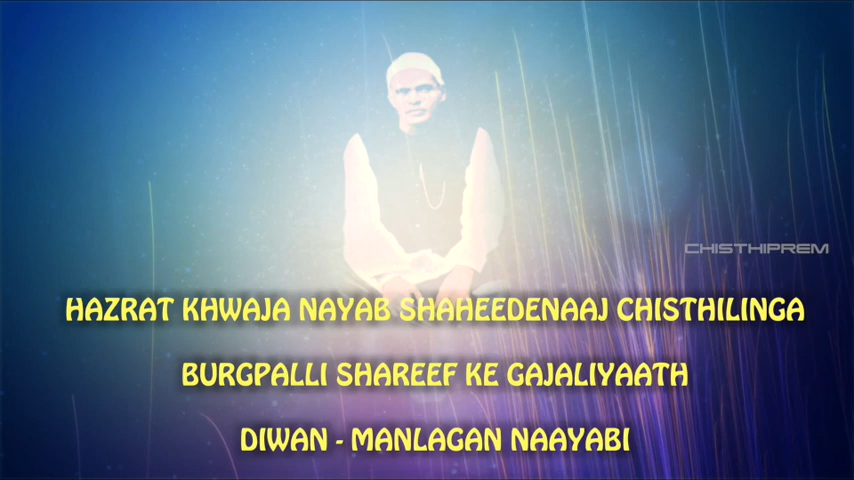 CHISTHIPREM
HAZRAT KHWAJA NAYAB SHAHEEDENAAJ CHISTHILINGA
BURGPALLI SHAREEF KE GAJALIYAATH
DIWAN - MANLAGAN NAAYABI